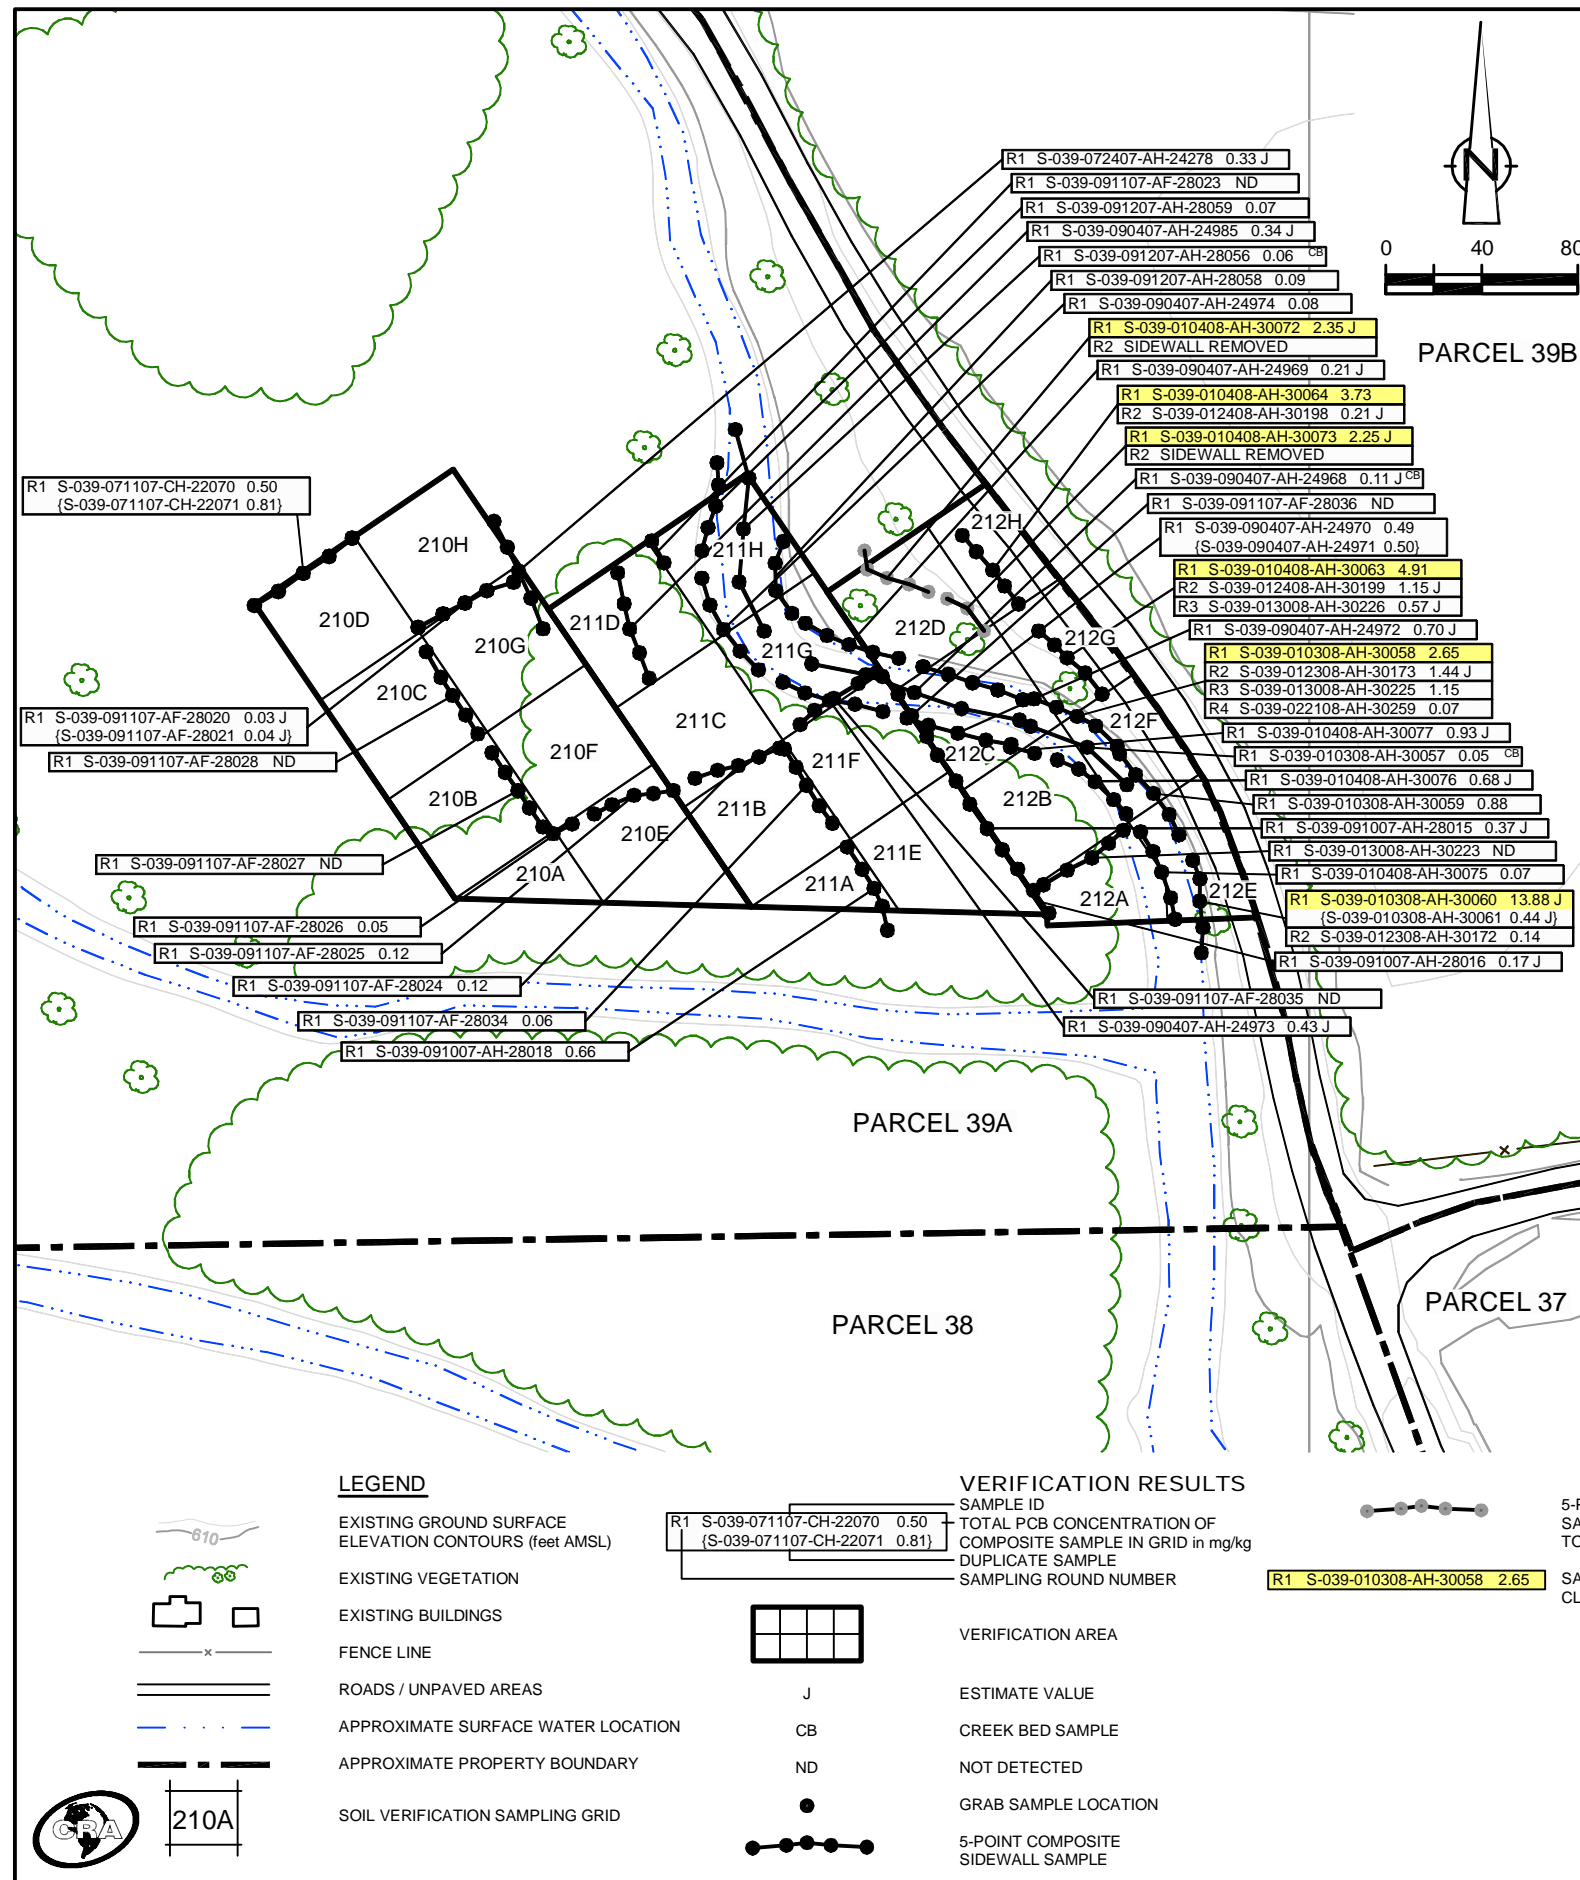 R1 S-039-072407-AH-24278 0.33 J
R1 S-039-091107-AF-28023 ND
R1 S-039-091207-AH-28059 0.07
R1 S-039-090407-AH-24985 0.34 J
R1 S-039-091207-AH-28056 0.06 CB
R1 S-039-091207-AH-28058 0.09
R1 S-039-090407-AH-24974 0.08
R1 S-039-010408-AH-30072 2.35 J
R2 SIDEWALL REMOVED
R1 S-039-090407-AH-24969 0.21 J
R1 S-039-010408-AH-30064 3.73
R2 S-039-012408-AH-30198 0.21 J
R1 S-039-010408-AH-30073 2.25 J
R2 SIDEWALL REMOVED
R1 S-039-090407-AH-24968 0.11 J CB
R1 S-039-091107-AF-28036 ND
R1 S-039-090407-AH-24970 0.49
{S-039-090407-AH-24971 0.50}
R1 S-039-010408-AH-30063 4.91
R2 S-039-012408-AH-30199 1.15 J
R3 S-039-013008-AH-30226 0.57 J
R1 S-039-090407-AH-24972 0.70 J
R1 S-039-010308-AH-30058 2.65
R2 S-039-012308-AH-30173 1.44 J
R3 S-039-013008-AH-30225 1.15
R4 S-039-022108-AH-30259 0.07
R1 S-039-010408-AH-30077 0.93 J
R1 S-039-010308-AH-30057 0.05 CB
R1 S-039-010408-AH-30076 0.68 J
R1 S-039-010308-AH-30059 0.88
R1 S-039-091007-AH-28015 0.37 J
R1 S-039-013008-AH-30223 ND
R1 S-039-010408-AH-30075 0.07
R1 S-039-010308-AH-30060 13.88 J
{S-039-010308-AH-30061 0.44 J}
R2 S-039-012308-AH-30172 0.14
R1 S-039-091007-AH-28016 0.17 J
R1 S-039-091107-AF-28035 ND
R1 S-039-090407-AH-24973 0.43 J
N
0 40 80
PARCEL 39B
R1 S-039-071107-CH-22070 0.50
{S-039-071107-CH-22071 0.81}
R1 S-039-091107-AF-28020 0.03 J
{S-039-091107-AF-28021 0.04 J}
R1 S-039-091107-AF-28028 ND
R1 S-039-091107-AF-28027 ND
R1 S-039-091107-AF-28026 0.05
R1 S-039-091107-AF-28025 0.12
R1 S-039-091107-AF-28024 0.12
R1 S-039-091107-AF-28034 0.06
R1 S-039-091007-AH-28018 0.66
210H
210D
210G
210C
210F
210B
210E
210A
211H
211D
211G
211C
211F
211B
211E
211A
212H
212D
212G
212F
212C
212B
212E
212A
PARCEL 39A
PARCEL 38
PARCEL 37
LEGEND
610
EXISTING GROUND SURFACE
ELEVATION CONTOURS (feet AMSL)
EXISTING VEGETATION
EXISTING BUILDINGS
FENCE LINE
ROADS / UNPAVED AREAS
APPROXIMATE SURFACE WATER LOCATION
APPROXIMATE PROPERTY BOUNDARY
210A
SOIL VERIFICATION SAMPLING GRID
CRA
VERIFICATION RESULTS
R1 S-039-071107-CH-22070 0.50
{S-039-071107-CH-22071 0.81}
SAMPLE ID
TOTAL PCB CONCENTRATION OF
COMPOSITE SAMPLE IN GRID in mg/kg
DUPLICATE SAMPLE
SAMPLING ROUND NUMBER
VERIFICATION AREA
J ESTIMATE VALUE
CB CREEK BED SAMPLE
ND NOT DETECTED
GRAB SAMPLE LOCATION
5-POINT COMPOSITE
SIDEWALL SAMPLE
R1 S-039-010308-AH-30058 2.65